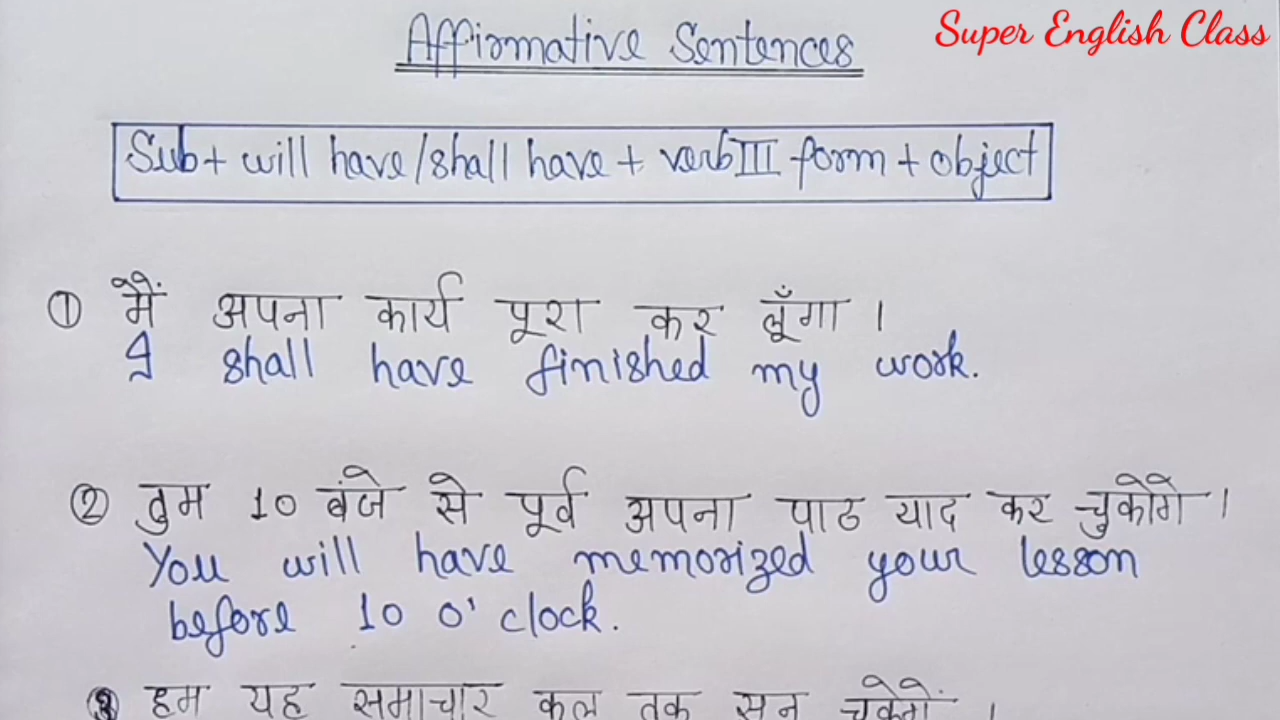 Super English Class
Affirmative Sentences
Sub + will have/shall have + verb III form + object
① मैं अपना कार्य पूरा कर लूँगा ।
I shall have finished my work.
② तुम 10 बंजे से पूर्व अपना पाठ याद कर चुकोगे ।
You will have memorized your lesson
before 10 o'clock.
③ हम यह समाचार कल तक सुन चुकेगें ।